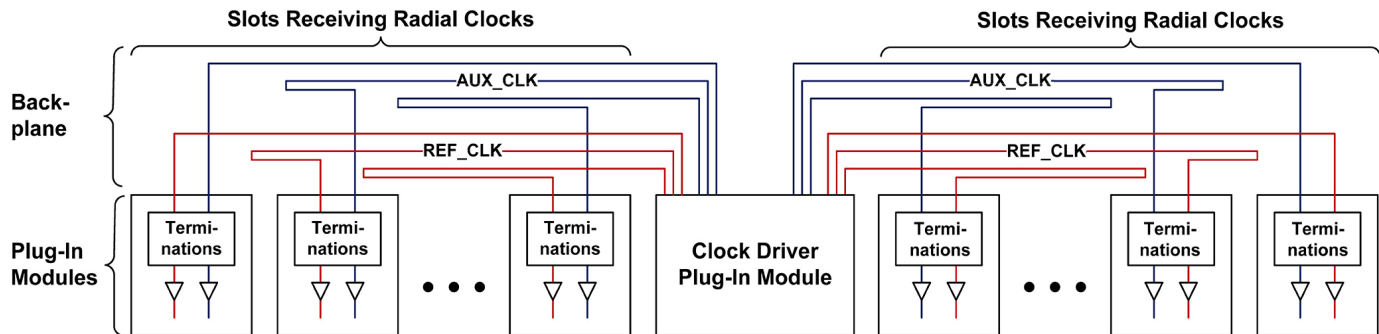 Slots Receiving Radial Clocks
Slots Receiving Radial Clocks
Back-
plane
AUX_CLK
AUX_CLK
REF_CLK
REF_CLK
Plug-In
Modules
Termi-
nations
Termi-
nations
Termi-
nations
Clock Driver
Plug-In Module
Termi-
nations
Termi-
nations
Termi-
nations